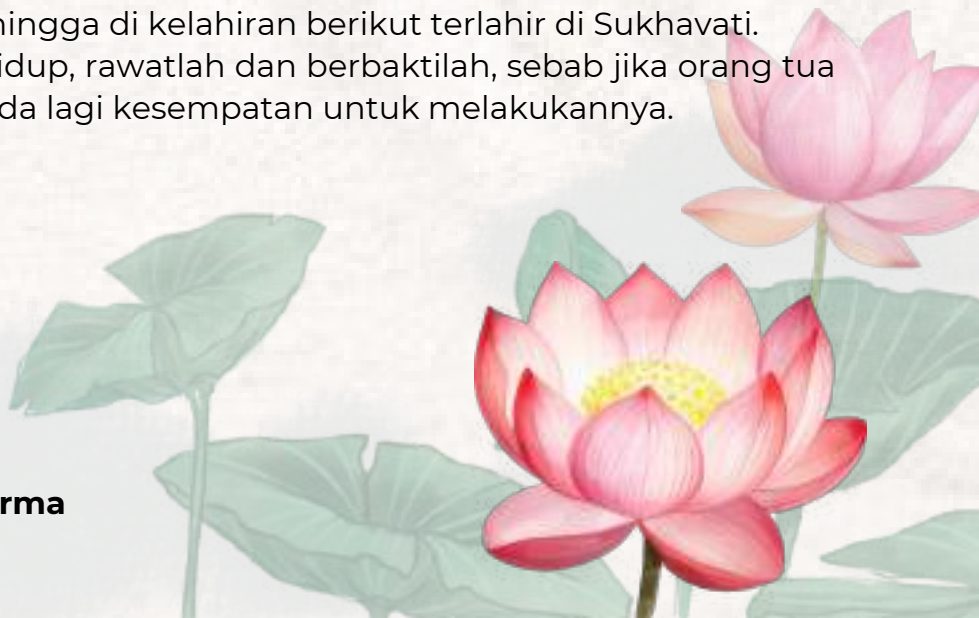 hingga di kelahiran berikut terlahir di Sukhavati.
idup, rawatlah dan berbaktilah, sebab jika orang tua
da lagi kesempatan untuk melakukannya.
rma